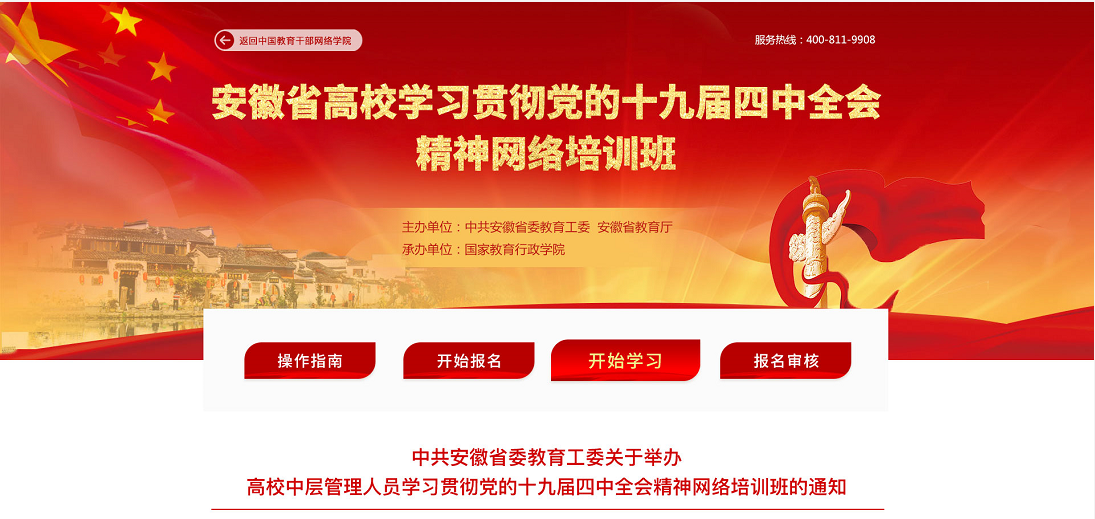 返回中国教育干部网络学院
服务热线：400-811-9908
安徽省高校学习贯彻党的十九届四中全会
精神网络培训班
主办单位：中共安徽省委教育工委 安徽省教育厅
承办单位：国家教育行政学院
操作指南
开始报名
开始学习
报名审核
中共安徽省委教育工委关于举办
高校中层管理人员学习贯彻党的十九届四中全会精神网络培训班的通知